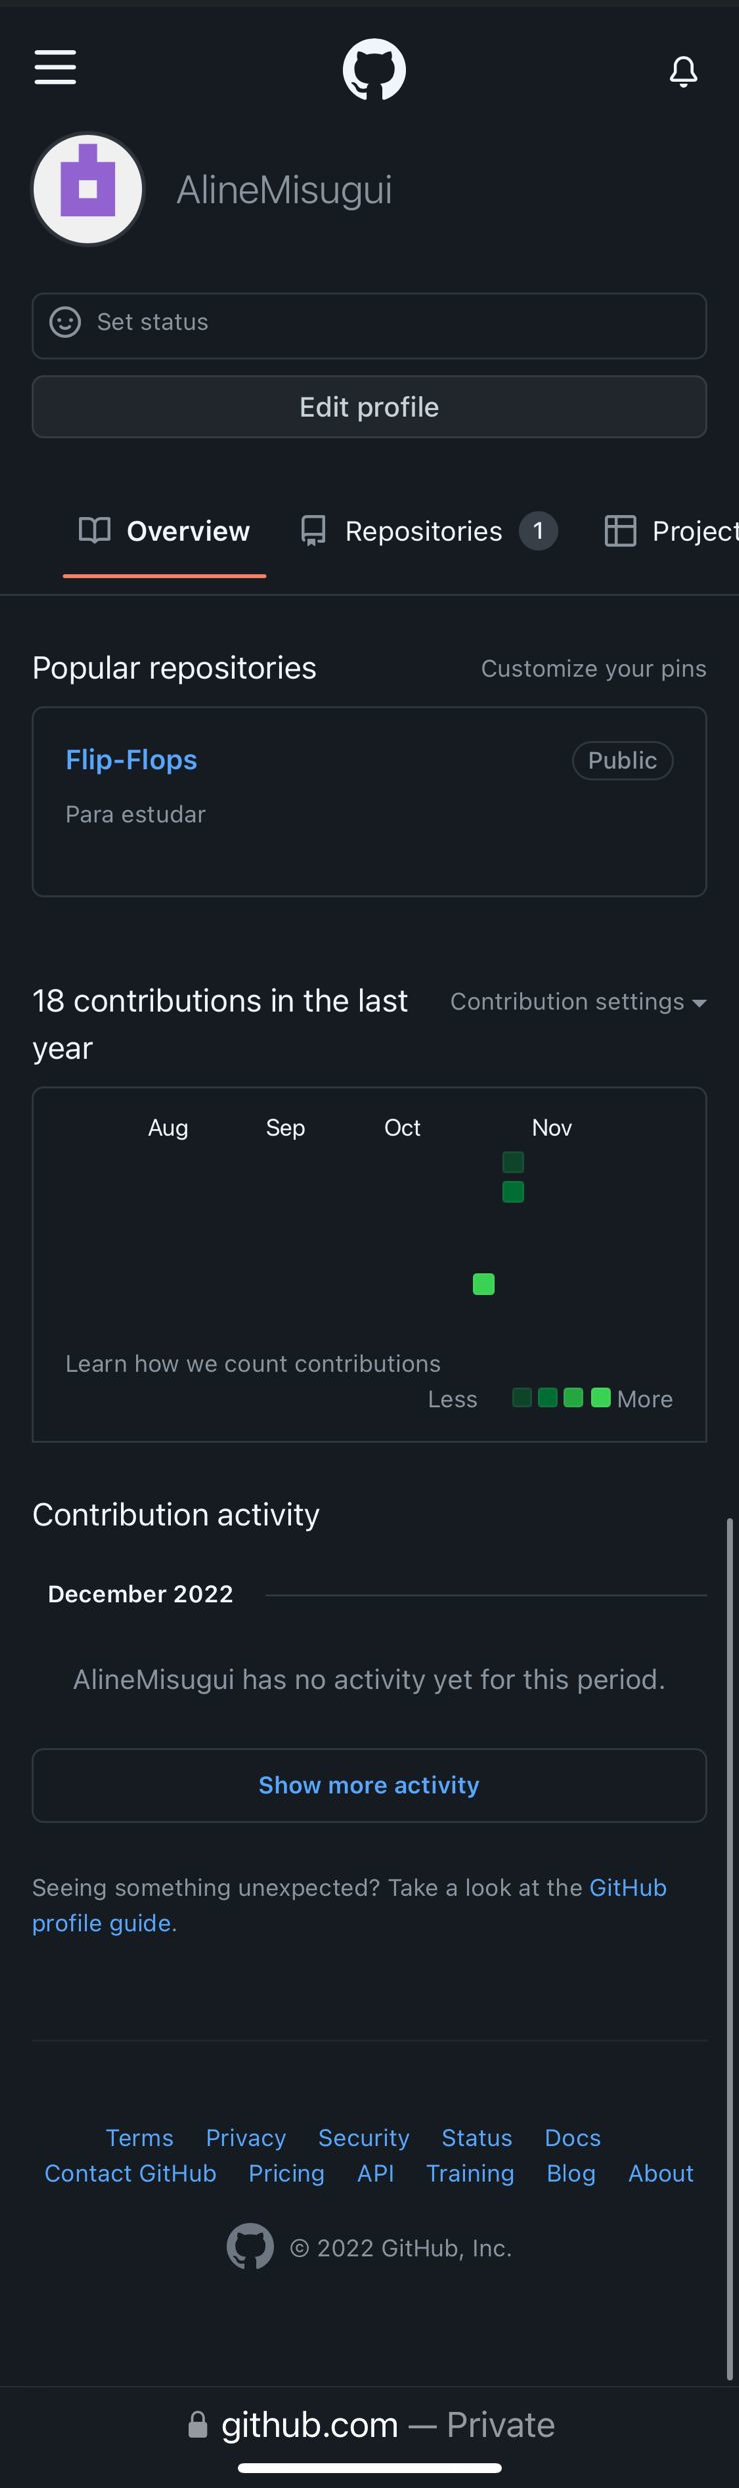 AlineMisugui
Set status
Edit profile
Overview Repositories 1 Project
Popular repositories Customize your pins
Flip-Flops Public
Para estudar
18 contributions in the last Contribution settings
year
Aug Sep Oct Nov
Learn how we count contributions
Less More
Contribution activity
December 2022
AlineMisugui has no activity yet for this period.
Show more activity
Seeing something unexpected? Take a look at the GitHub
profile guide.
Terms Privacy Security Status Docs
Contact GitHub Pricing API Training Blog About
© 2022 GitHub, Inc.
github.com — Private